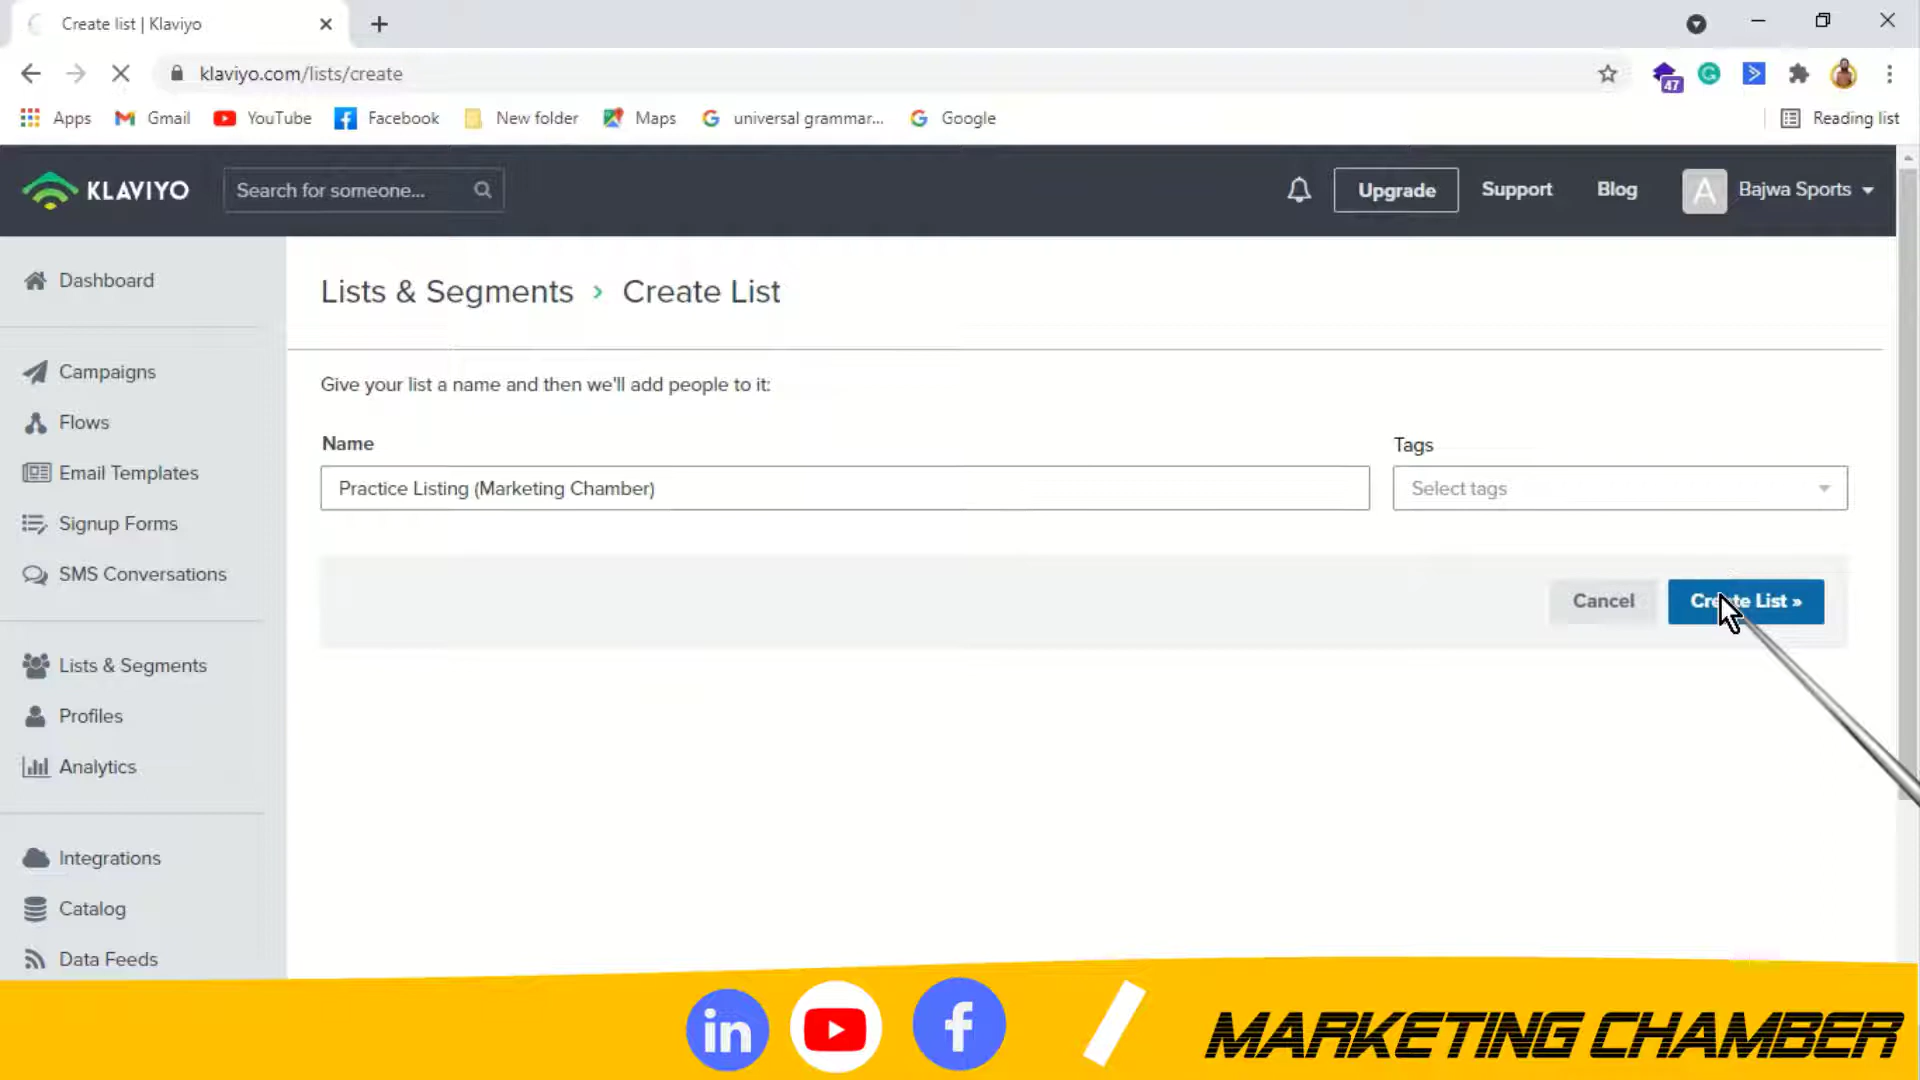 Create list | Klaviyo
klaviyo.com/lists/create
47
Apps Gmail YouTube Facebook New folder Maps universal grammar... Google Reading list
KLAVIYO Search for someone... Upgrade Support Blog A Bajwa Sports
Dashboard
Campaigns
Flows
Email Templates
Signup Forms
SMS Conversations
Lists & Segments
Profiles
Analytics
Integrations
Catalog
Data Feeds
Lists & Segments › Create List
Give your list a name and then we'll add people to it:
Name
Practice Listing (Marketing Chamber)
Tags
Select tags
Cancel Create List »
in f MARKETING CHAMBER